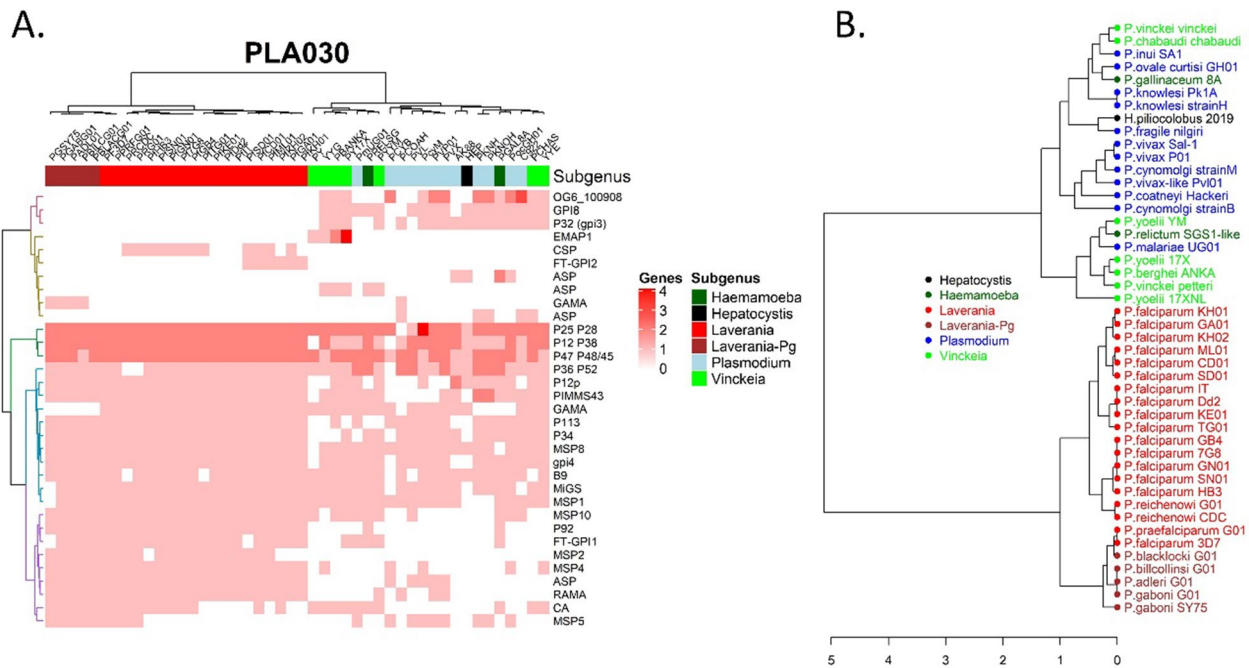 A.
PLA030
Subgenus
OG6_100908
GPI8
P32 (gpi3)
EMAP1
CSP
FT-GPI2
ASP
ASP
GAMA
ASP
P25 P28
P12 P38
P47 P48/45
P36 P52
P12p
PIMMS43
GAMA
P113
P34
MSP8
gpi4
B9
MiGS
MSP1
MSP10
P92
FT-GPI1
MSP2
MSP4
ASP
RAMA
CA
MSP5
Genes
4
3
2
1
0
Subgenus
Haemamoeba
Hepatocystis
Laverania
Laverania-Pg
Plasmodium
Vinckeia
B.
P.vinckei vinckei
P.chabaudi chabaudi
P.inui SA1
P.ovale curtisi GH01
P.gallinaceum 8A
P.knowlesi Pk1A
P.knowlesi strainH
H.piliocolobus 2019
P.fragile nilgiri
P.vivax Sal-1
P.vivax P01
P.cynomolgi strainM
P.vivax-like Pvl01
P.coatneyi Hackeri
P.cynomolgi strainB
P.yoelii YM
P.relictum SGS1-like
P.malariae UG01
P.yoelii 17X
P.berghei ANKA
P.vinckei petteri
P.yoelii 17XNL
P.falciparum KH01
P.falciparum GA01
P.falciparum KH02
P.falciparum ML01
P.falciparum CD01
P.falciparum SD01
P.falciparum IT
P.falciparum Dd2
P.falciparum KE01
P.falciparum TG01
P.falciparum GB4
P.falciparum 7G8
P.falciparum GN01
P.falciparum SN01
P.falciparum HB3
P.reichenowi G01
P.reichenowi CDC
P.praefalciparum G01
P.falciparum 3D7
P.blacklocki G01
P.billcollinsi G01
P.adleri G01
P.gaboni G01
P.gaboni SY75
Hepatocystis
Haemamoeba
Laverania
Laverania-Pg
Plasmodium
Vinckeia
5 4 3 2 1 0